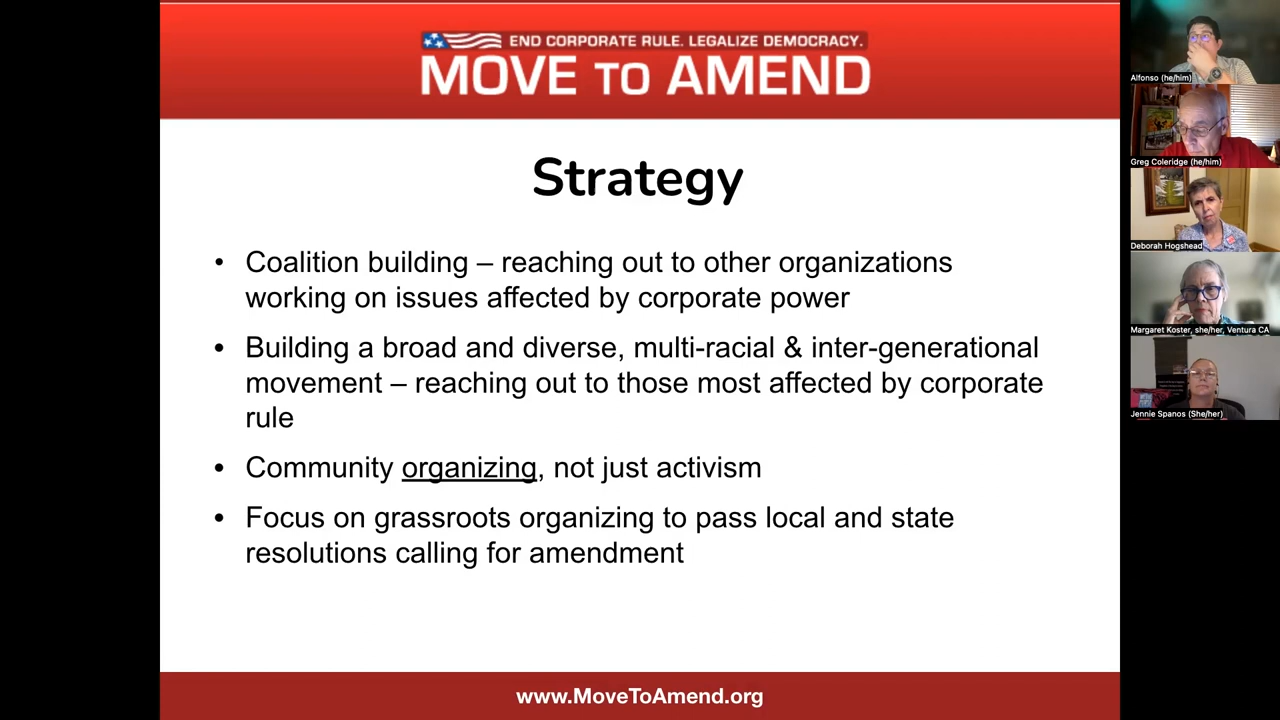 END CORPORATE RULE. LEGALIZE DEMOCRACY.
MOVE TO AMEND
Strategy
• Coalition building – reaching out to other organizations
working on issues affected by corporate power
• Building a broad and diverse, multi-racial & inter-generational
movement – reaching out to those most affected by corporate
rule
• Community organizing, not just activism
• Focus on grassroots organizing to pass local and state
resolutions calling for amendment
www.MoveToAmend.org
Alfonso (he/him)
Greg Coleridge (he/him)
Deborah Hogshead
Margaret Koster, she/her, Ventura CA
Jennie Spanos (She/her)